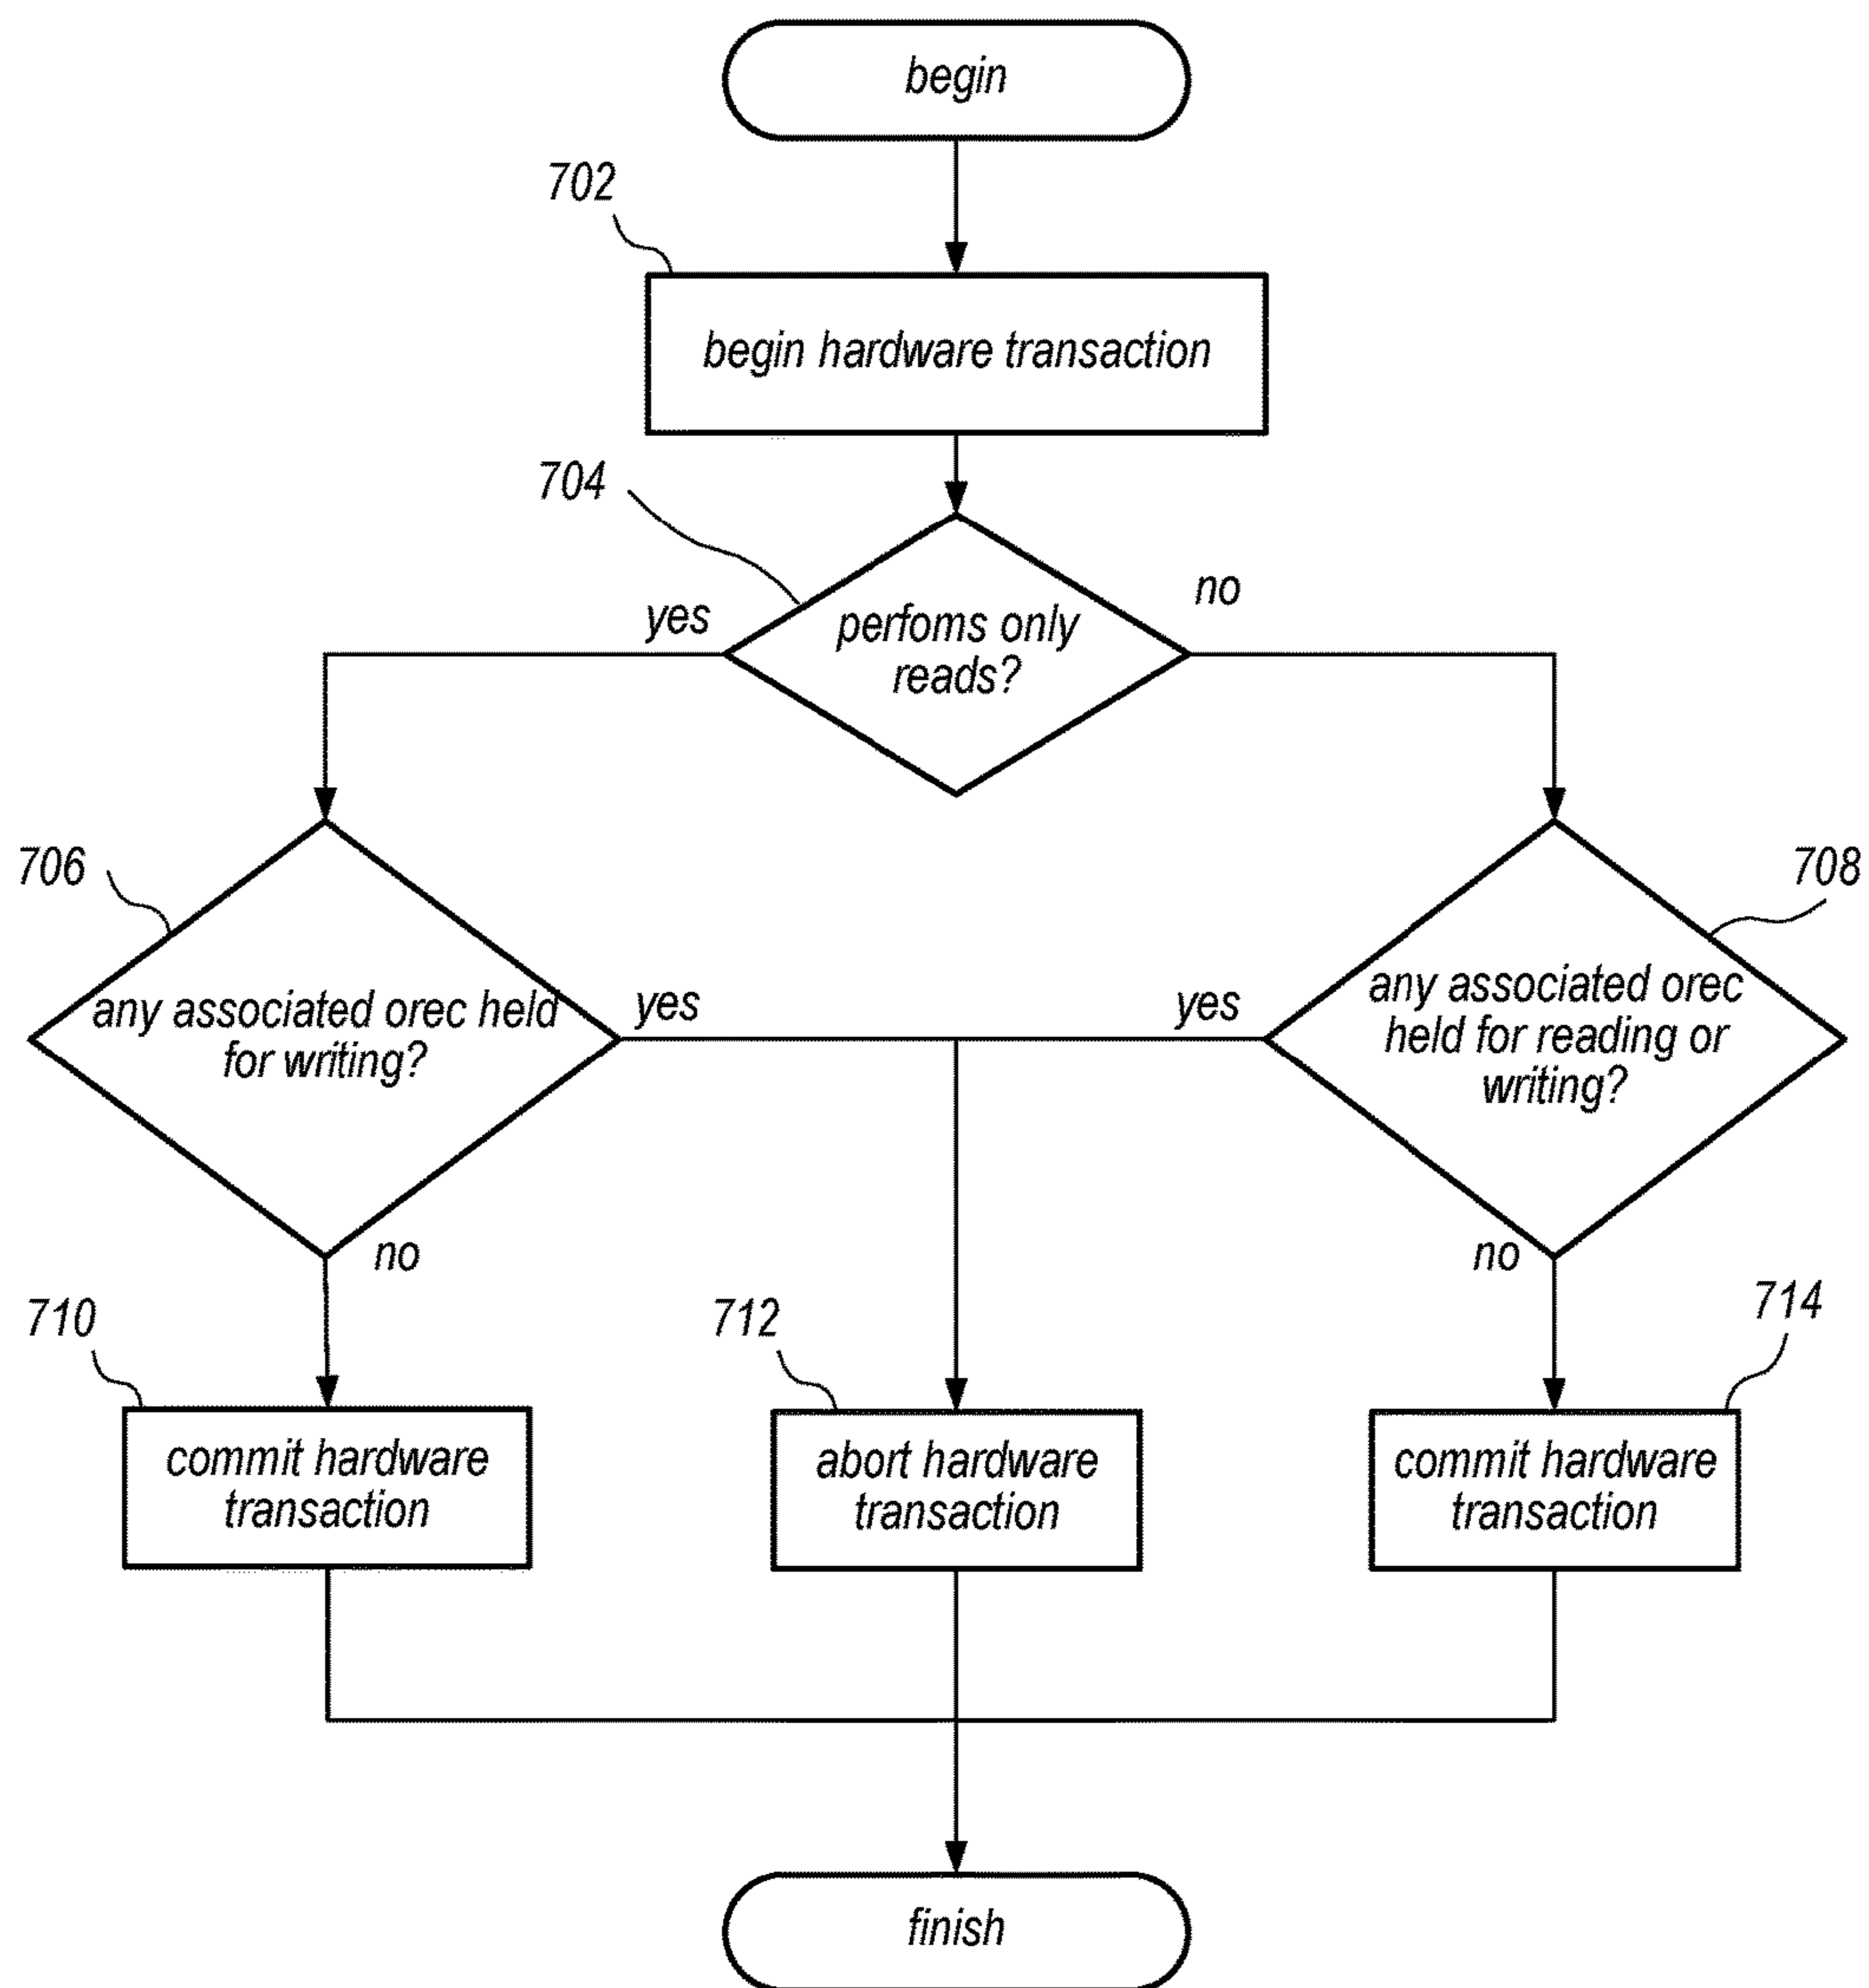 begin
702
begin hardware transaction
704
yes
no
perfoms only
reads?
706
708
any associated orec held
for writing?
yes
yes
any associated orec
held for reading or
writing?
no
no
710
712
714
commit hardware
transaction
abort hardware
transaction
commit hardware
transaction
finish